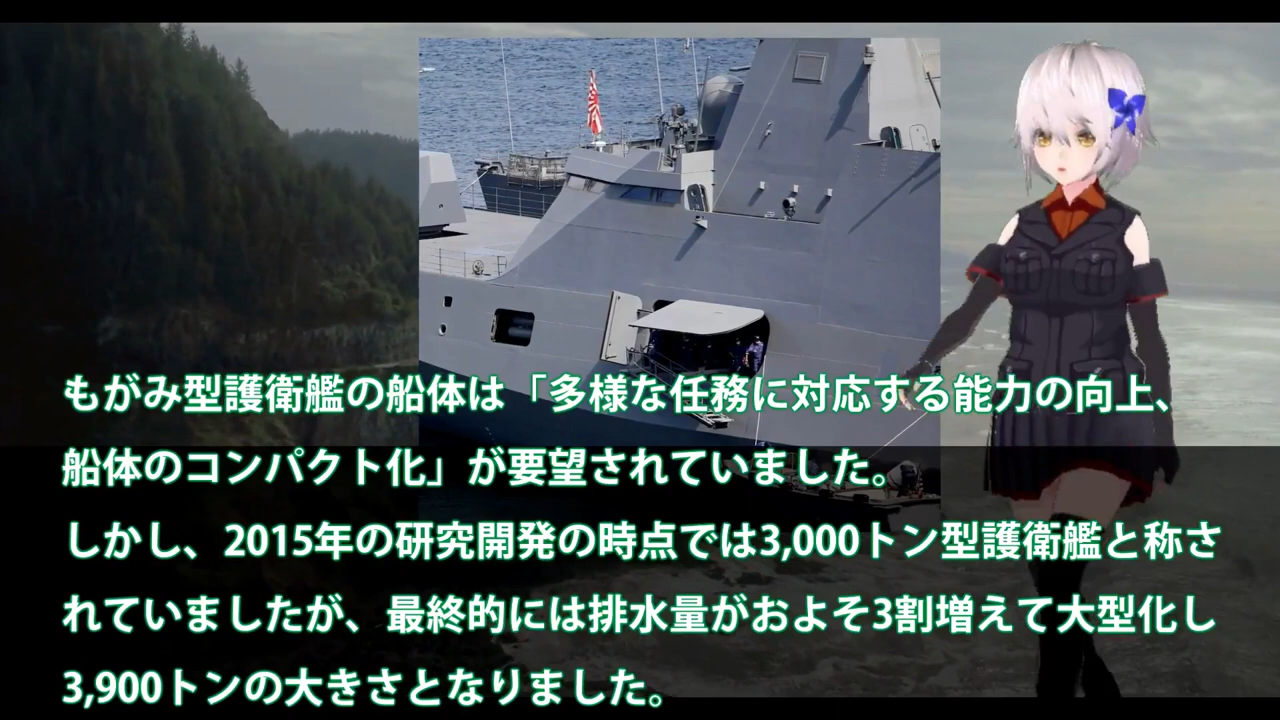 もがみ型護衛艦の船体は「多様な任務に対応する能力の向上、
船体のコンパクト化」が要望されていました。
しかし、2015年の研究開発の時点では3,000トン型護衛艦と称さ
れていましたが、最終的には排水量がおよそ3割増えて大型化し
3,900トンの大きさとなりました。